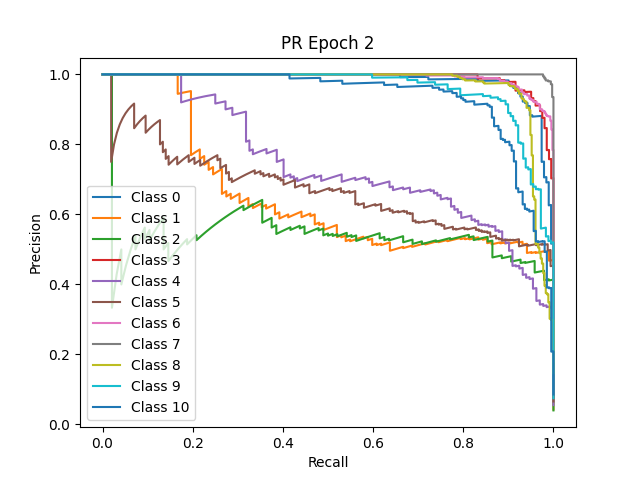 PR Epoch 2
Precision
1.0
0.8
0.6
0.4
0.2
0.0
Class 0
Class 1
Class 2
Class 3
Class 4
Class 5
Class 6
Class 7
Class 8
Class 9
Class 10
0.0 0.2 0.4 0.6 0.8 1.0
Recall